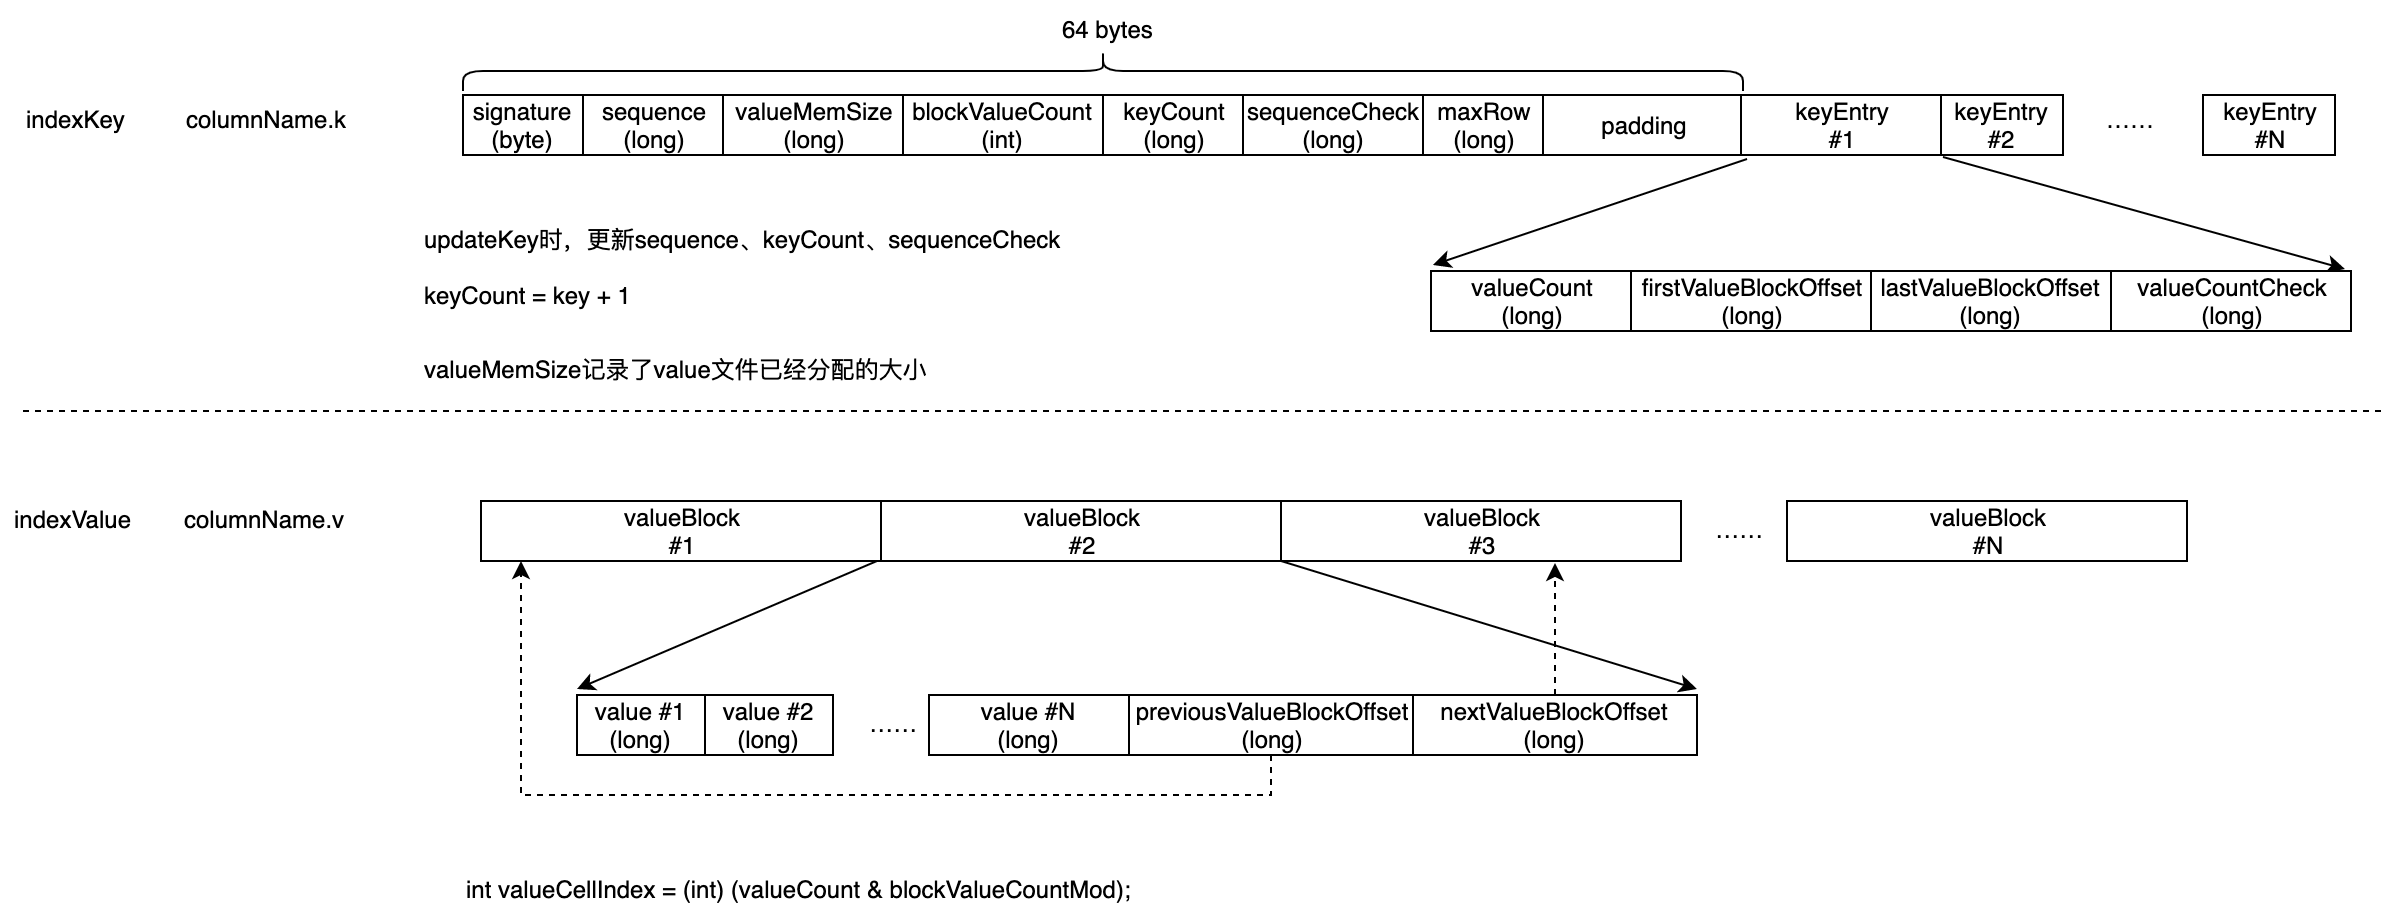 64 bytes
indexKey
columnName.k
signature
(byte)
sequence
(long)
valueMemSize
(long)
blockValueCount
(int)
keyCount
(long)
sequenceCheck
(long)
maxRow
(long)
padding
keyEntry
#1
keyEntry
#2
......
keyEntry
#N
updateKey时，更新sequence、keyCount、sequenceCheck
keyCount = key + 1
valueMemSize记录了value文件已经分配的大小
valueCount
(long)
firstValueBlockOffset
(long)
lastValueBlockOffset
(long)
valueCountCheck
(long)
indexValue
columnName.v
valueBlock
#1
valueBlock
#2
valueBlock
#3
......
valueBlock
#N
value #1
(long)
value #2
(long)
......
value #N
(long)
previousValueBlockOffset
(long)
nextValueBlockOffset
(long)
int valueCellIndex = (int) (valueCount & blockValueCountMod);